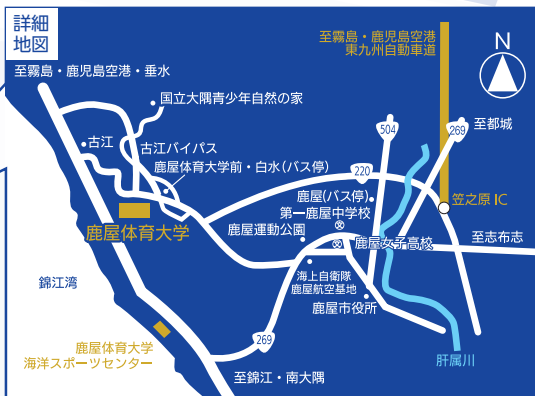 詳細
地図
至霧島・鹿児島空港
東九州自動車道
N
至霧島・鹿児島空港・垂水
国立大隅青少年自然の家
504
269
至都城
古江
古江バイパス
鹿屋体育大学前・白水(バス停)
220
鹿屋(バス停)
笠之原 IC
第一鹿屋中学校
鹿屋体育大学
鹿屋運動公園
鹿屋女子高校
至志布志
錦江湾
海上自衛隊
鹿屋航空基地
鹿屋市役所
269
鹿屋体育大学
海洋スポーツセンター
肝属川
至錦江・南大隅